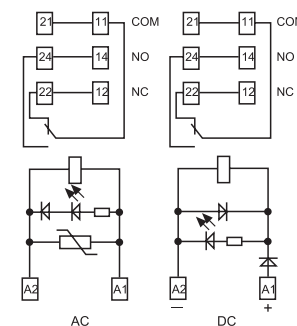 21 11 COM 21 11 COM
24 14 NO 24 14 NO
22 12 NC 22 12 NC
A2 A1 A2 A1
— +
AC DC